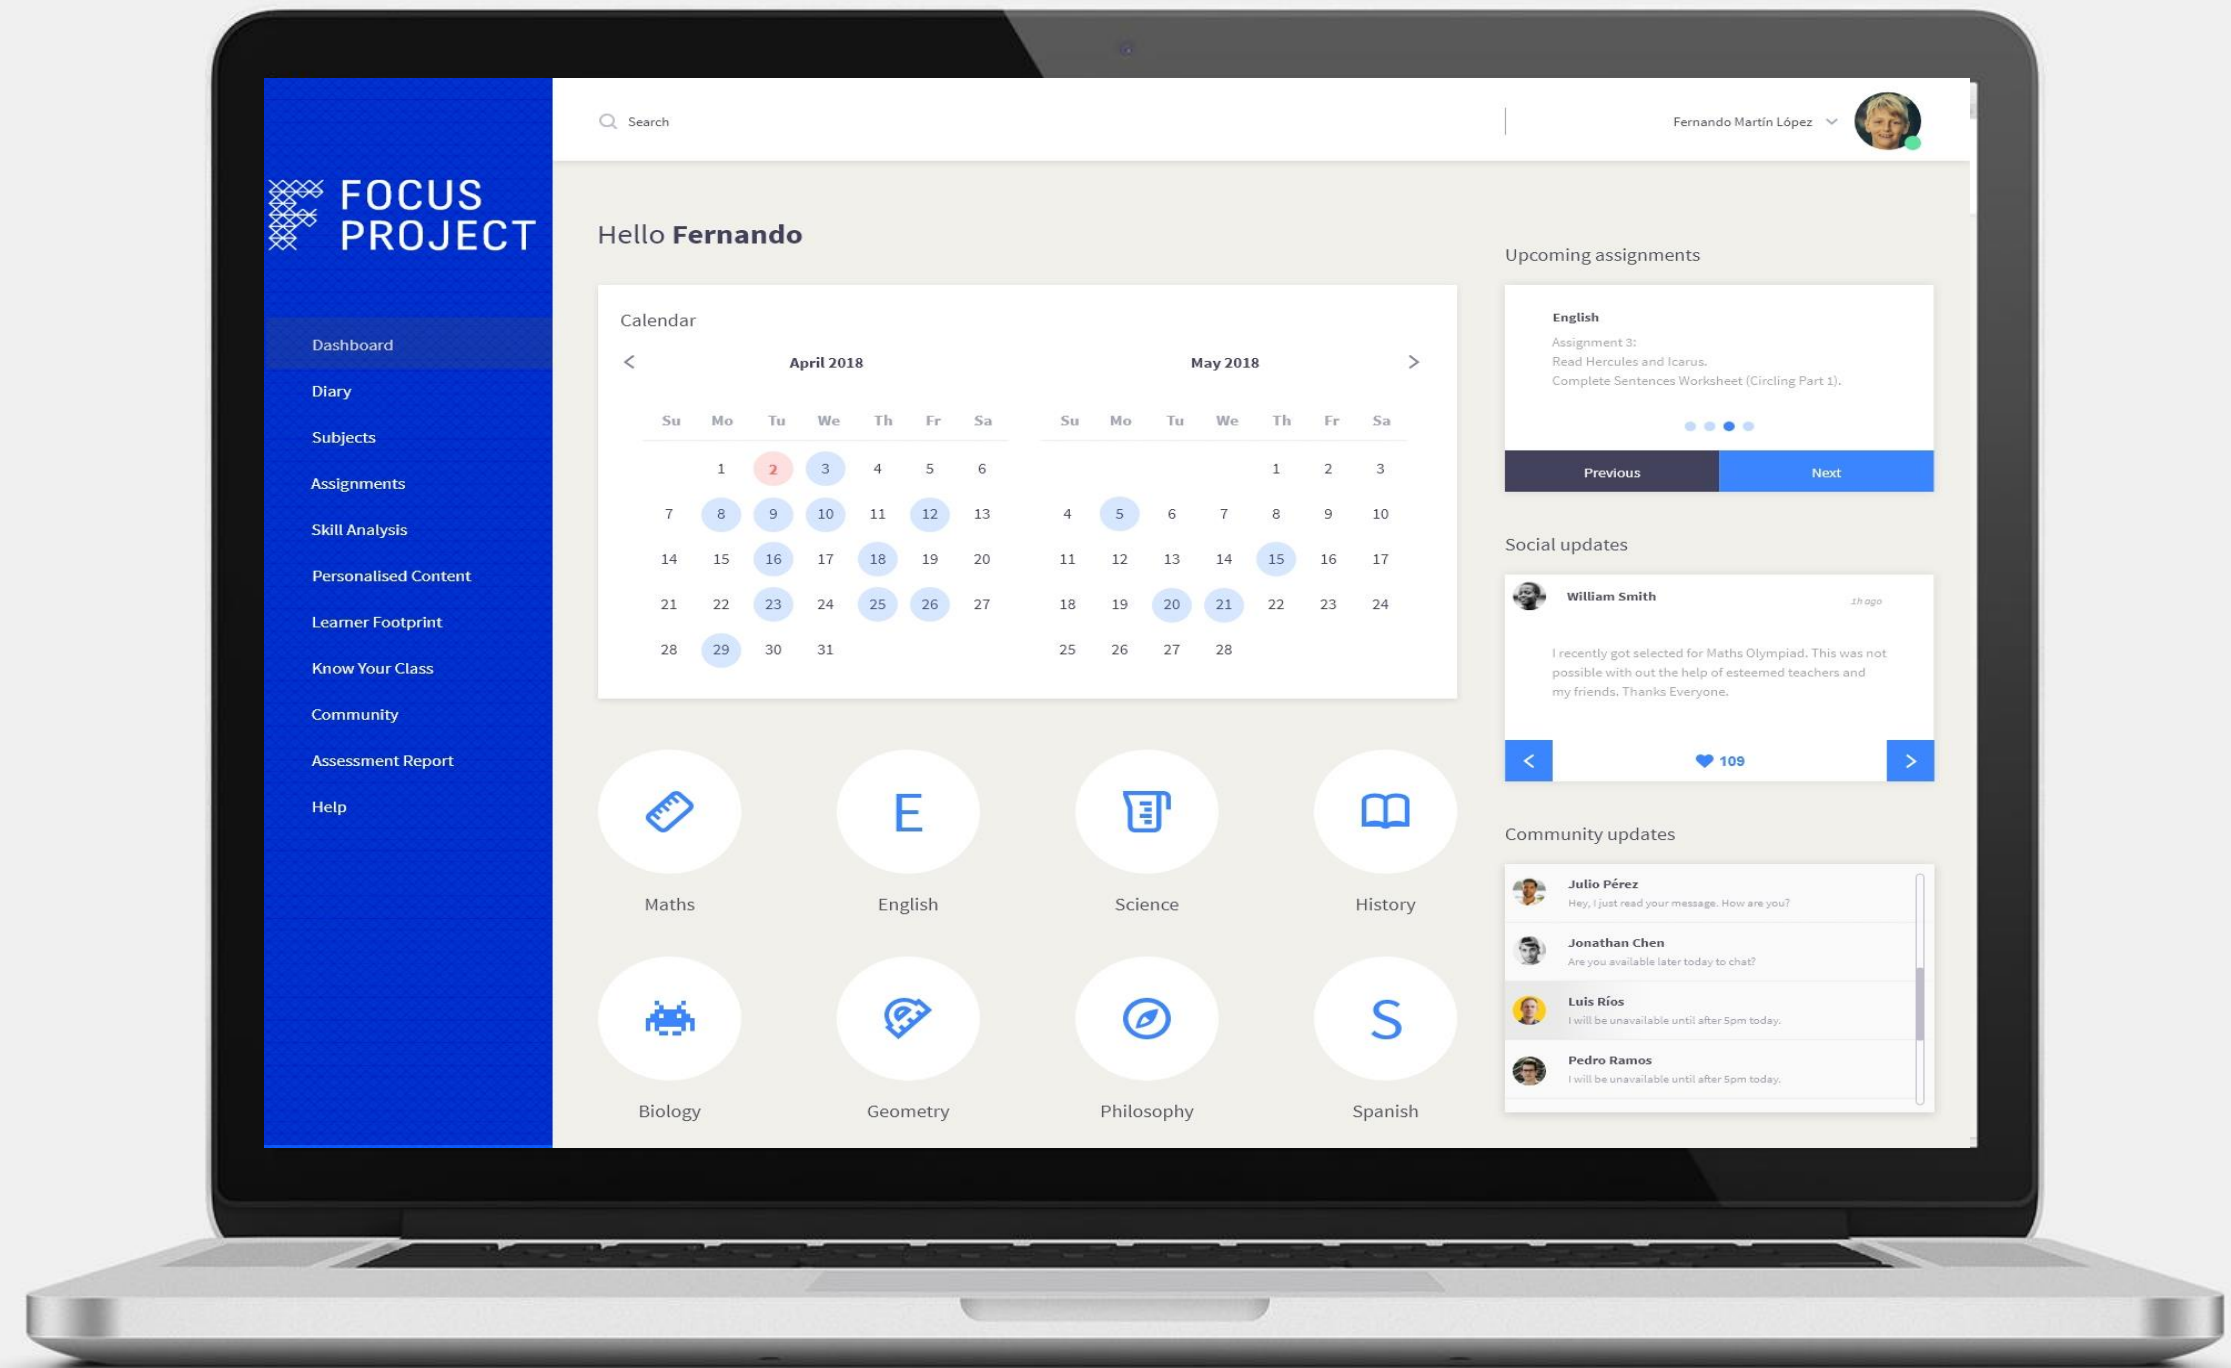 FOCUS
PROJECT
Dashboard
Diary
Subjects
Assignments
Skill Analysis
Personalised Content
Learner Footprint
Know Your Class
Community
Assessment Report
Help
Search
Fernando Martín López
Hello Fernando
Calendar
April 2018
Su Mo Tu We Th Fr Sa
1 2 3 4 5 6
7 8 9 10 11 12 13
14 15 16 17 18 19 20
21 22 23 24 25 26 27
28 29 30 31
May 2018
Su Mo Tu We Th Fr Sa
1 2 3
4 5 6 7 8 9 10
11 12 13 14 15 16 17
18 19 20 21 22 23 24
25 26 27 28
Maths
E
English
Science
History
Biology
Geometry
Philosophy
S
Spanish
Upcoming assignments
English
Assignment 3:
Read Hercules and Icarus.
Complete Sentences Worksheet (Circling Part 1).
Previous
Next
Social updates
William Smith
1h ago
I recently got selected for Maths Olympiad. This was not
possible with out the help of esteemed teachers and
my friends. Thanks Everyone.
109
Community updates
Julio Pérez
Hey, I just read your message. How are you?
Jonathan Chen
Are you available later today to chat?
Luis Ríos
I will be unavailable until after 5pm today.
Pedro Ramos
I will be unavailable until after 5pm today.